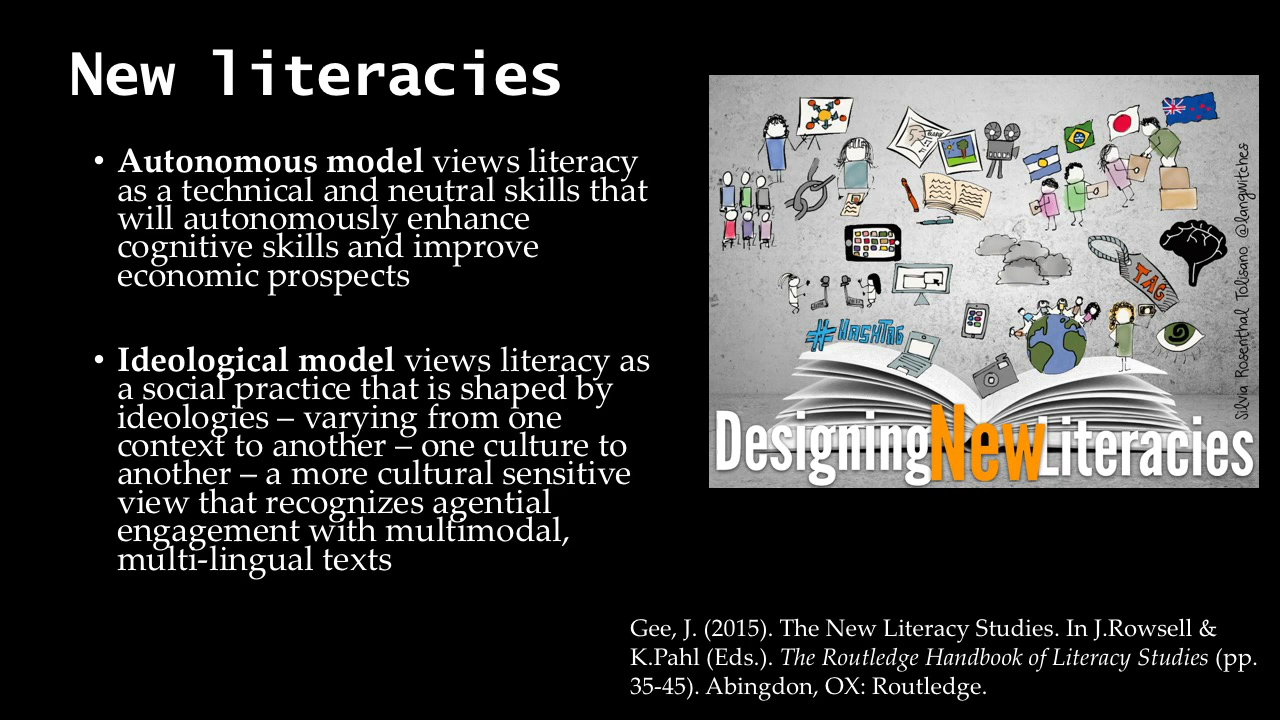 New literacies
• Autonomous model views literacy
as a technical and neutral skills that
will autonomously enhance
cognitive skills and improve
economic prospects
• Ideological model views literacy as
a social practice that is shaped by
ideologies – varying from one
context to another – one culture to
another – a more cultural sensitive
view that recognizes agential
engagement with multimodal,
multi-lingual texts
TAG
#HASHTAG
Silvia Rosenthal Tolisano @langwitches
DesigningNewLiteracies
Gee, J. (2015). The New Literacy Studies. In J.Rowsell &
K.Pahl (Eds.). The Routledge Handbook of Literacy Studies (pp.
35-45). Abingdon, OX: Routledge.